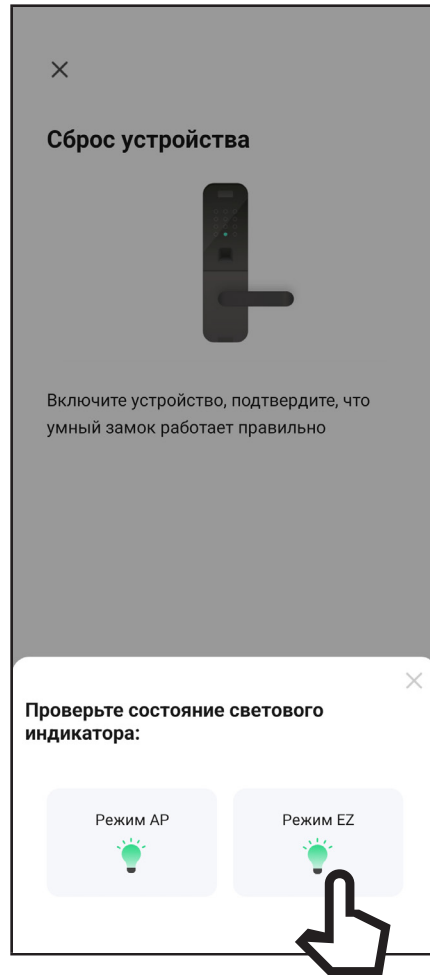 Сброс устройства
Включите устройство, подтвердите, что
умный замок работает правильно
Проверьте состояние светового
индикатора:
Режим AP
Режим EZ